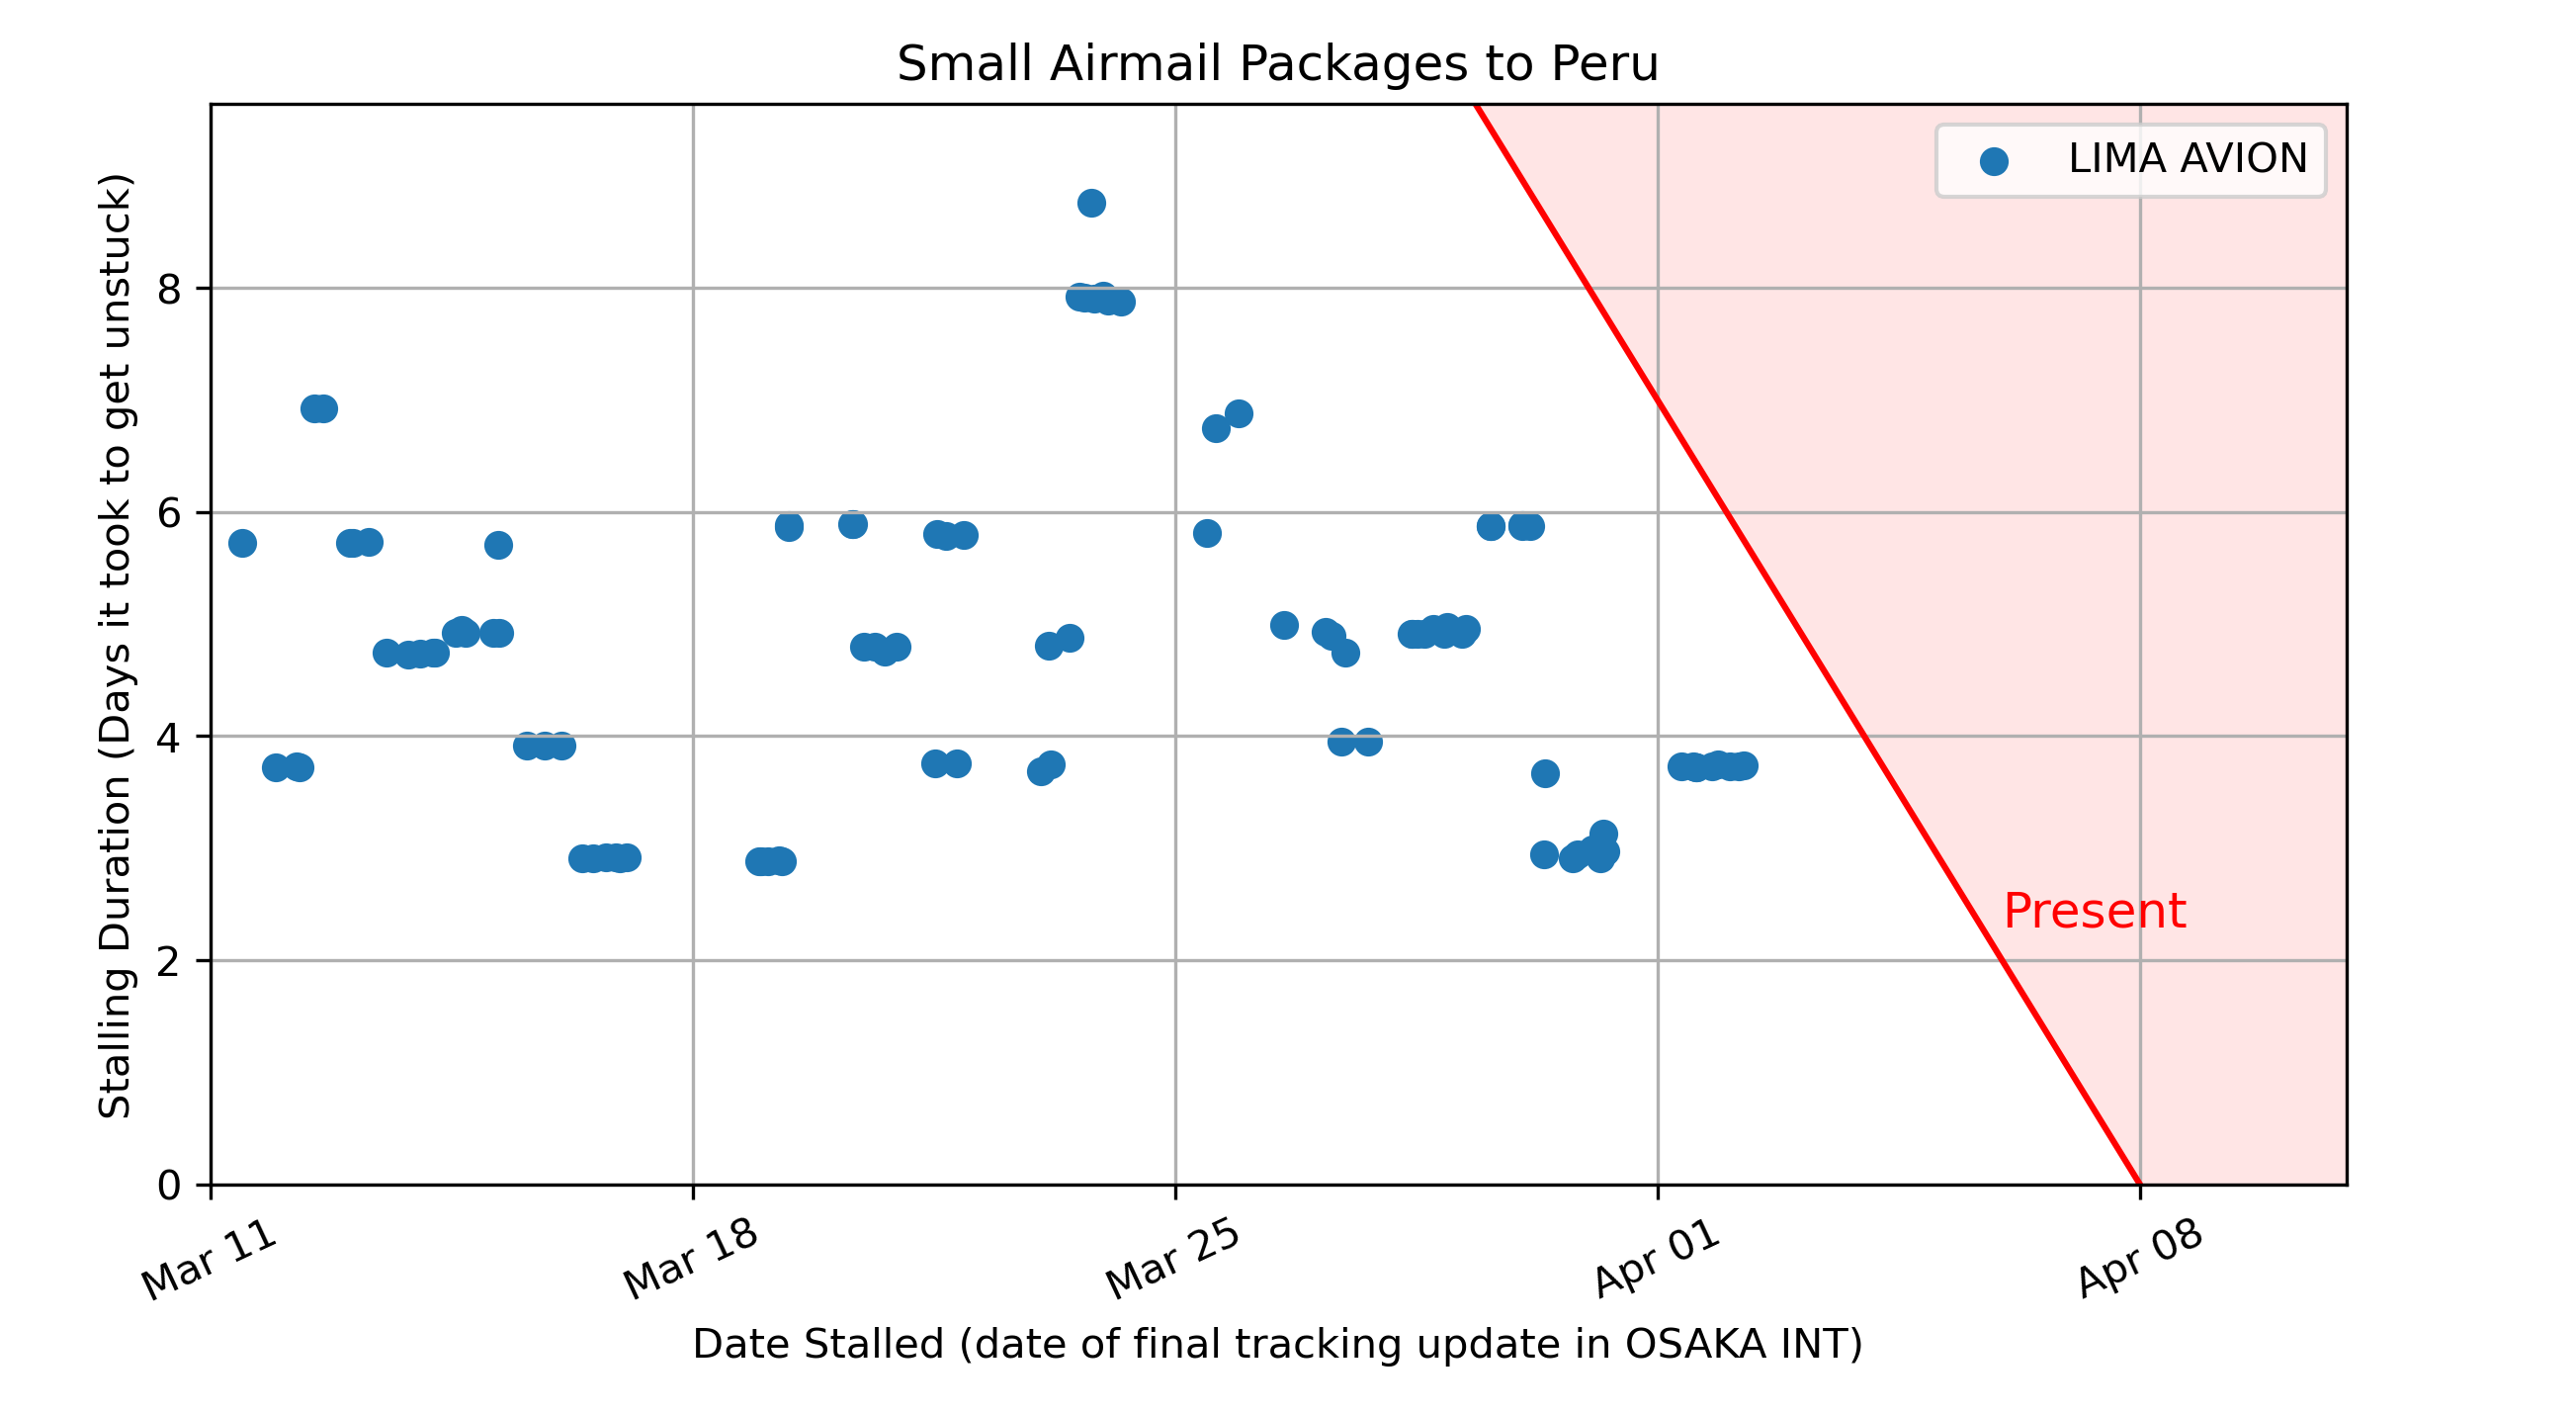 Small Airmail Packages to Peru
LIMA AVION
Stalling Duration (Days it took to get unstuck)
8
6
4
2
0
Present
Mar 11
Mar 18
Mar 25
Apr 01
Apr 08
Date Stalled (date of final tracking update in OSAKA INT)